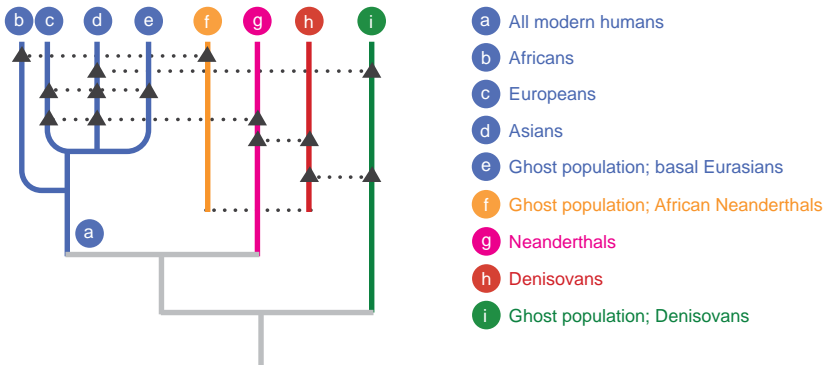 b c d e f g h i
a
a All modern humans
b Africans
c Europeans
d Asians
e Ghost population; basal Eurasians
f Ghost population; African Neanderthals
g Neanderthals
h Denisovans
i Ghost population; Denisovans